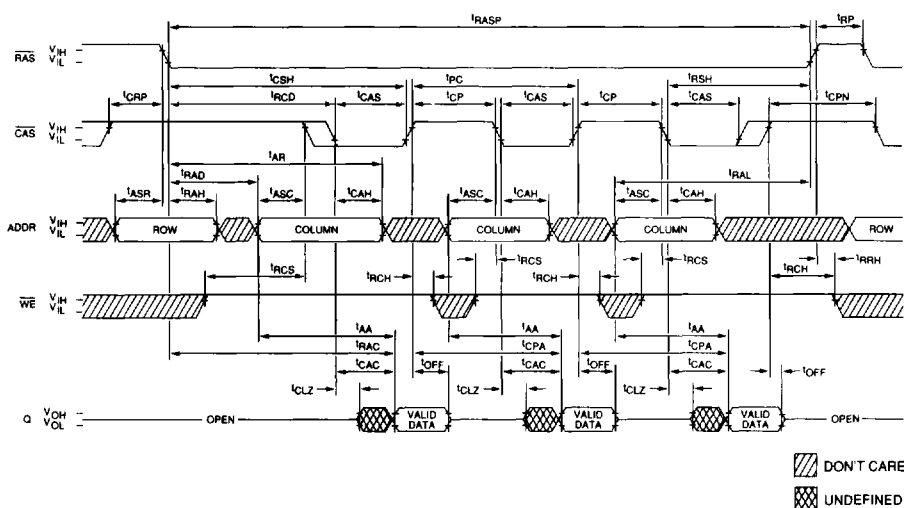 tRASP tRP
RAS VIH
VIL
tCSH tPC tRSH
tCRP tRCD tCAS tCP tCAS tCP tCAS tCPN
CAS VIH
VIL
tAR
tRAD tRAL
tASR tRAH tASC tCAH tASC tCAH tASC tCAH
ADDR VIH
VIL
ROW COLUMN COLUMN COLUMN ROW
tRCS tRCH tRCS tRCH tRCS tRCH tRRH
WE VIH
VIL
tAA tAA tAA
tRAC tCPA tCPA
tCAC tOFF tCAC tOFF tCAC tOFF
tCLZ tCLZ tCLZ
Q VOH
VOL
OPEN VALID DATA VALID DATA VALID DATA OPEN
DON'T CARE
UNDEFINED